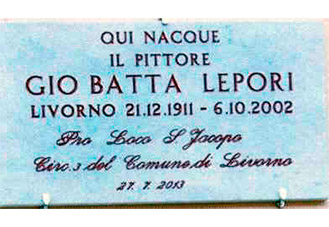 QUI NACQUE
IL PITTORE
GIO BATTA LEPORI
LIVORNO 21.12.1911 - 6.10.2002
Pro Loco S. Jacopo
Circ. 3 del Comune di Livorno
27. 7. 2013